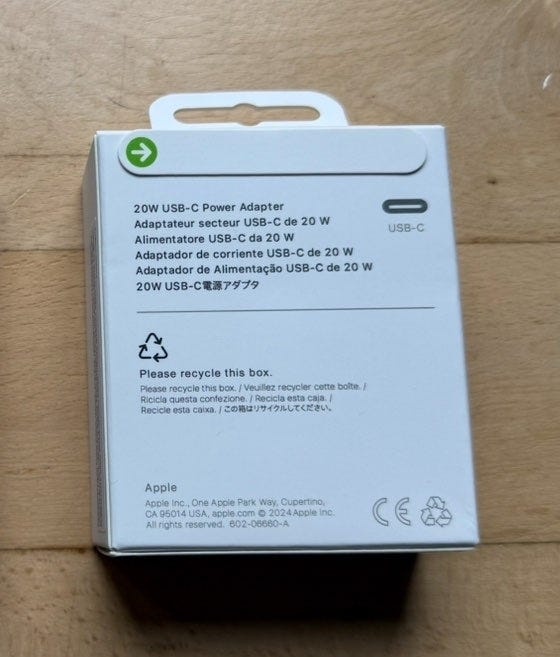 20W USB-C Power Adapter
Adaptateur secteur USB-C de 20 W
Alimentatore USB-C da 20 W
Adaptador de corriente USB-C de 20 W
Adaptador de Alimentação USB-C de 20 W
20W USB-C電源アダプタ
USB-C
Please recycle this box.
Please recycle this box. / Veuillez recycler cette boîte. /
Ricicla questa confezione. / Recicla esta caja. /
Recicle esta caixa. / この箱はリサイクルしてください。
Apple
Apple Inc., One Apple Park Way, Cupertino,
CA 95014 USA. apple.com © 2024 Apple Inc.
All rights reserved. 602-06660-A
CE